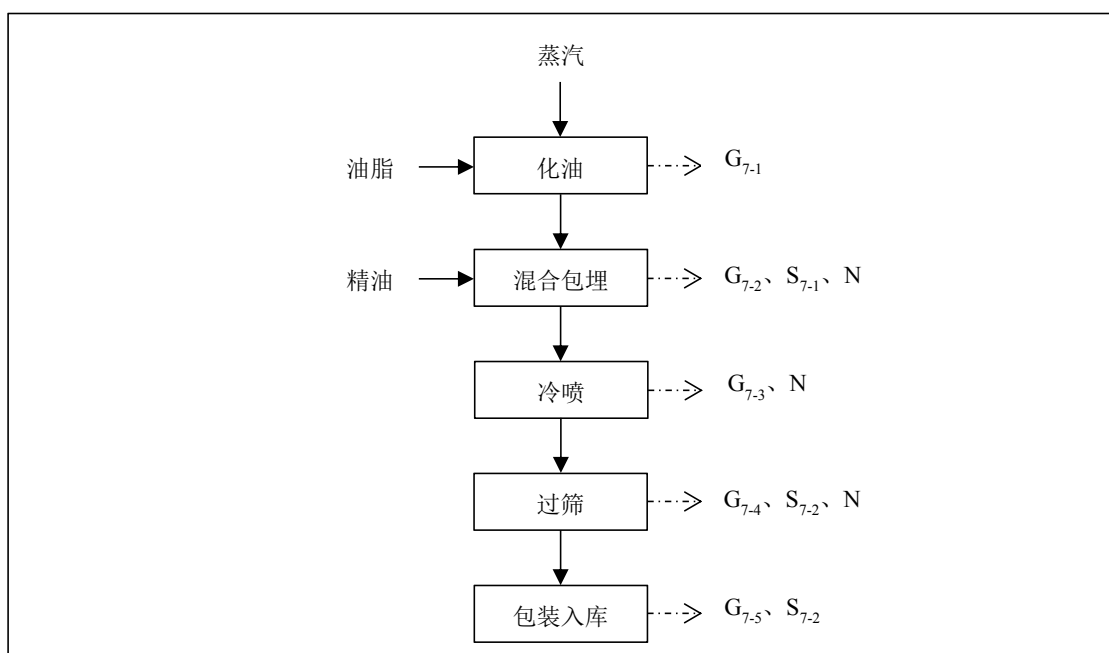 蒸汽
油脂 化油 G7-1
精油 混合包埋 G7-2、S7-1、N
冷喷 G7-3、N
过筛 G7-4、S7-2、N
包装入库 G7-5、S7-2